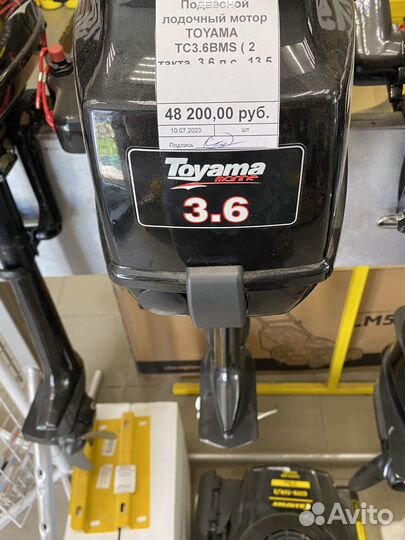 Подвесной
лодочный мотор
TOYAMA
TC3.6BMS ( 2
такта, 3,6 л.с., 13,5
48 200,00 руб.
10.07.2023 шт
Подпись
Toyama
3.6
LM5
Avito